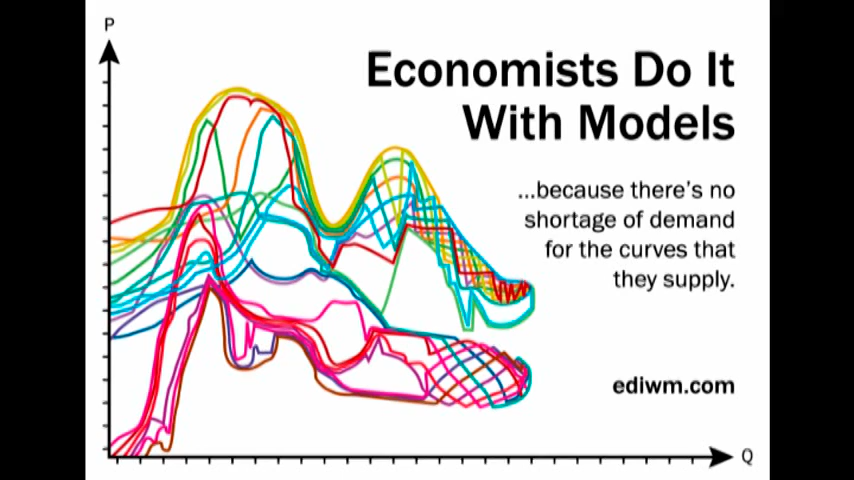 P
Economists Do It
With Models
...because there's no
shortage of demand
for the curves that
they supply.
ediwm.com
Q